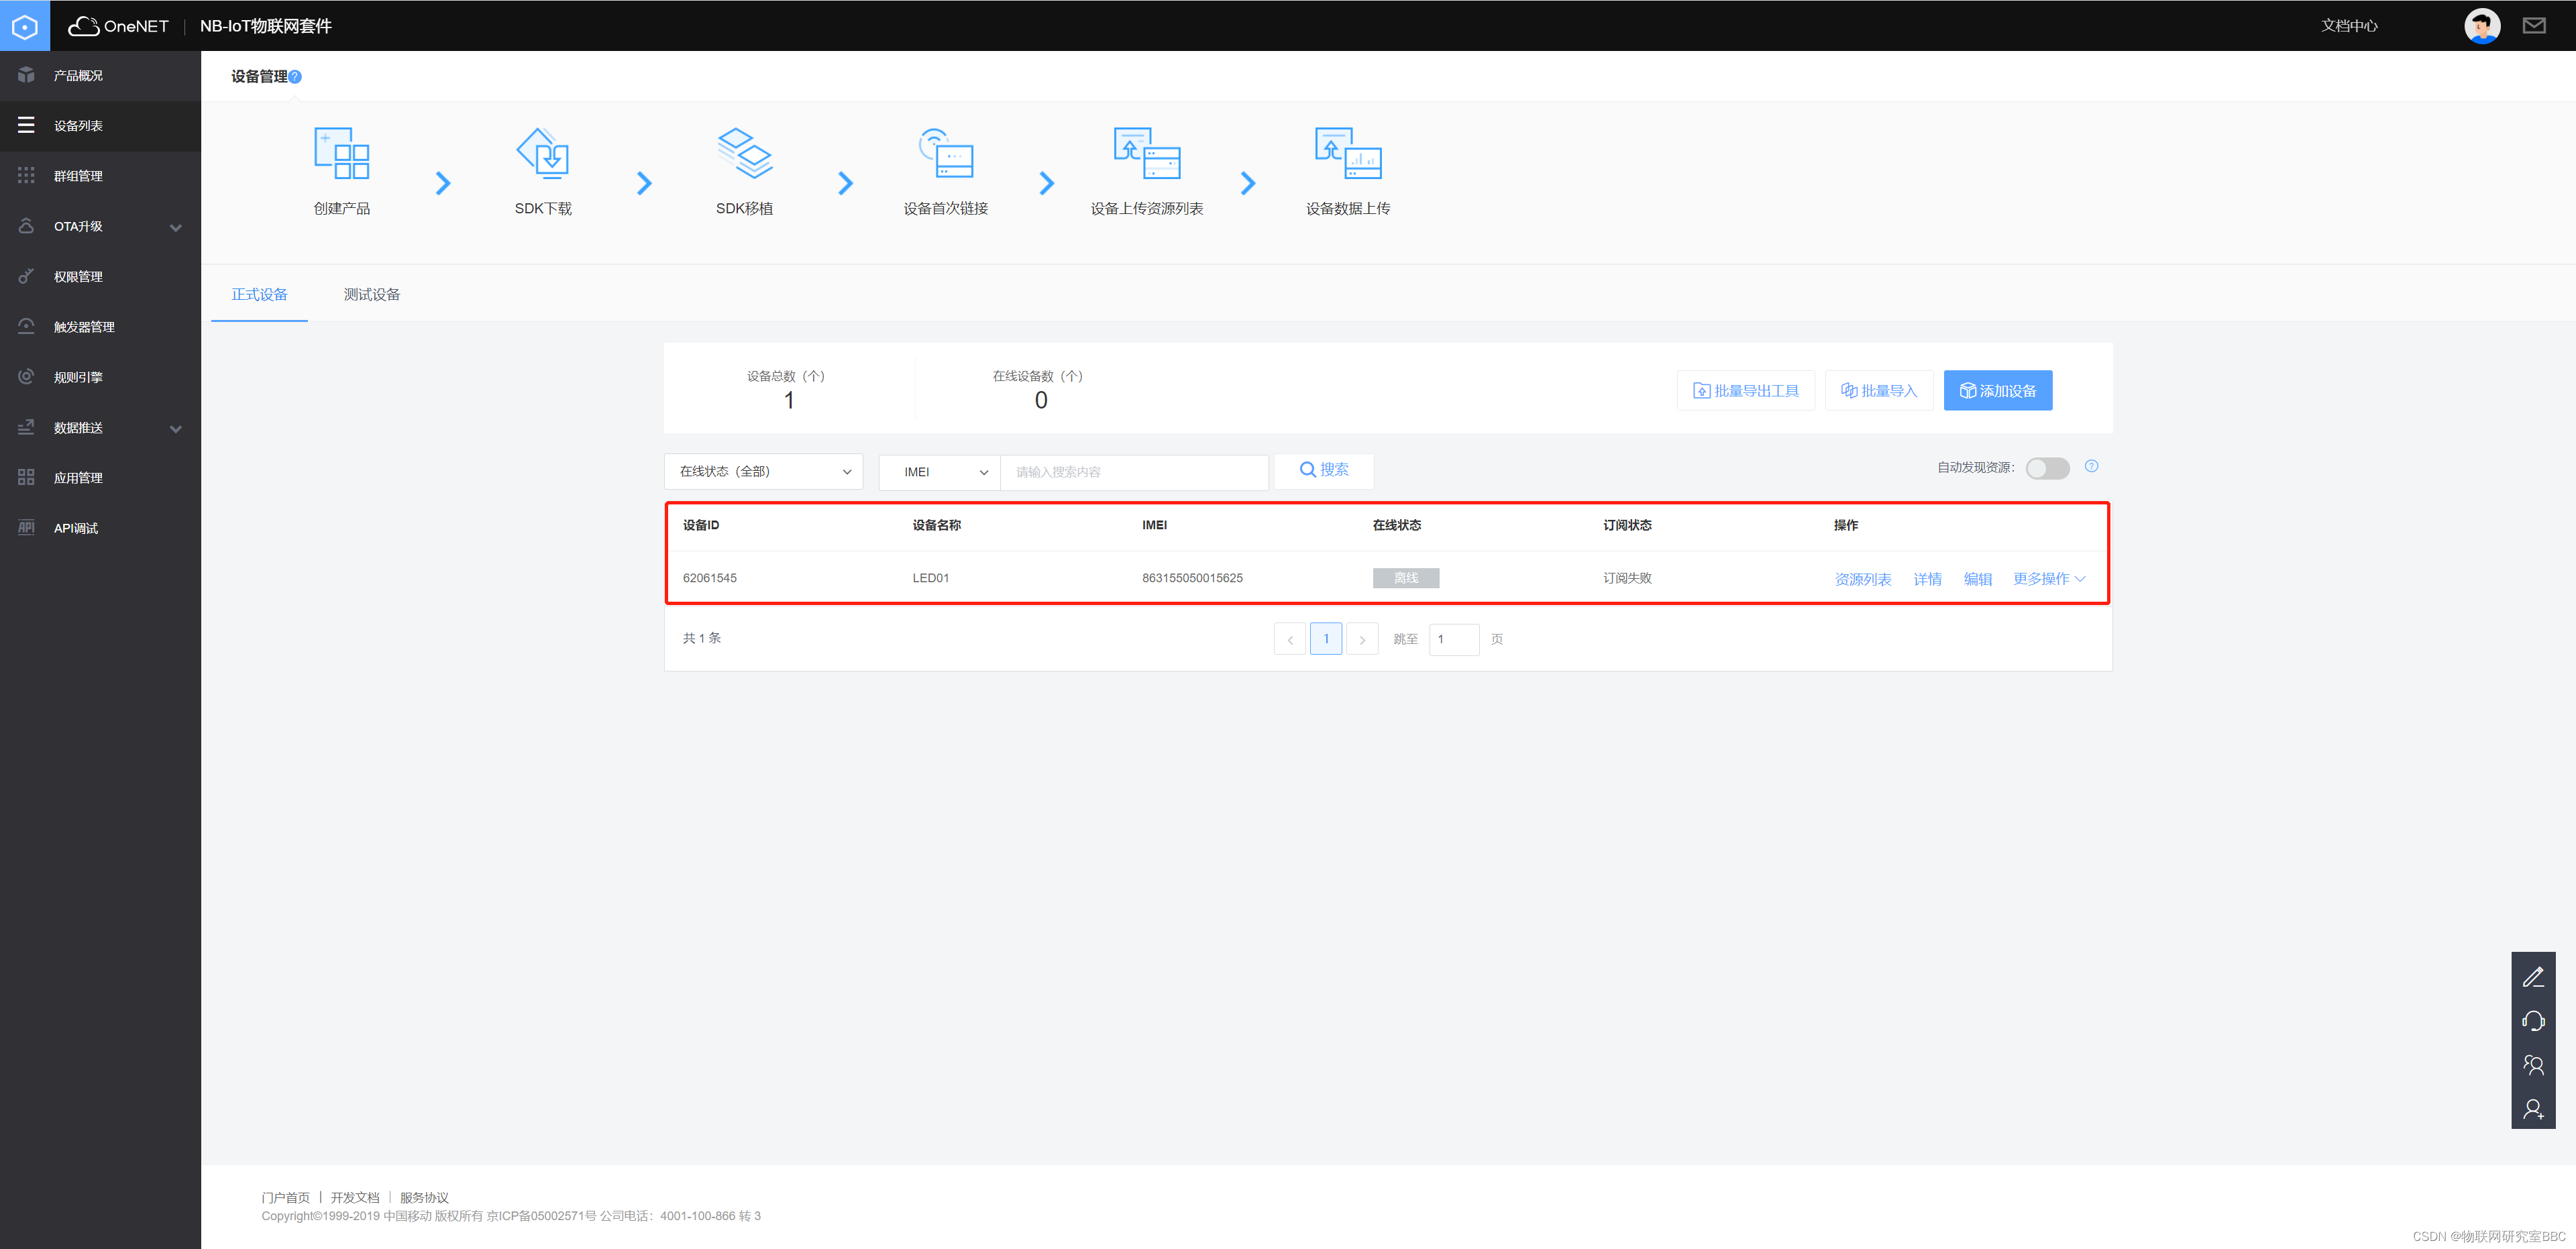 OneNET | NB-IoT物联网套件
文档中心
产品概况
设备列表
群组管理
OTA升级
权限管理
触发器管理
规则引擎
数据推送
应用管理
API API调试
设备管理?
创建产品
SDK下载
SDK移植
设备首次链接
设备上传资源列表
设备数据上传
正式设备 测试设备
设备总数（个） 在线设备数（个）
1 0
批量导出工具 批量导入 添加设备
在线状态（全部） IMEI 请输入搜索内容 搜索 自动发现资源： ?
设备ID 设备名称 IMEI 在线状态 订阅状态 操作
62061545 LED01 863155050015625 离线 订阅失败 资源列表 详情 编辑 更多操作
共 1 条 < 1 > 跳至 1 页
门户首页 | 开发文档 | 服务协议
Copyright©1999-2019 中国移动 版权所有 京ICP备05002571号 公司电话：4001-100-866 转 3
CSDN @物联网研究室BBC